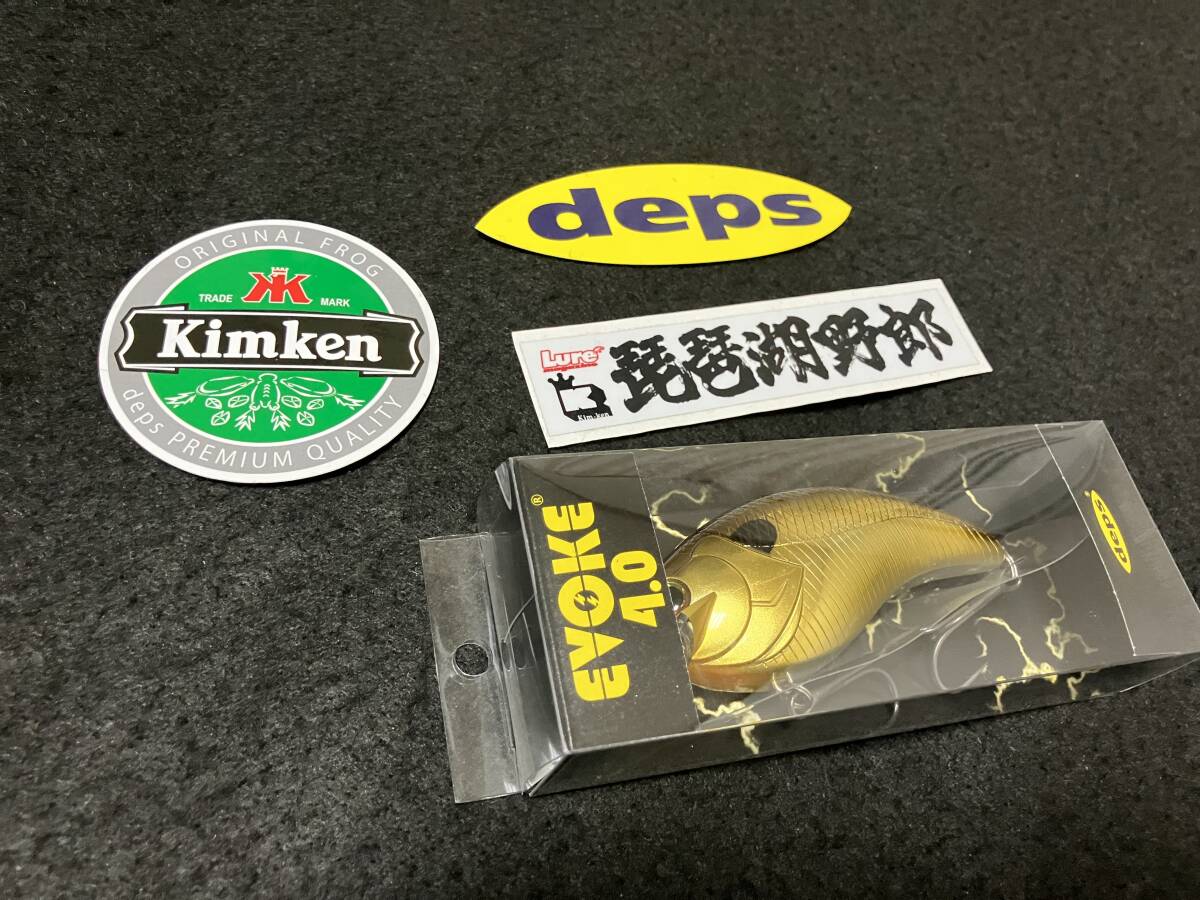 deps
ORIGINAL FROG
KK
TRADE MARK
Kimken
deps PREMIUM QUALITY
Lure
magazine
Kim-ken
琵琶湖野郎
EVOKE®
4.0
deps